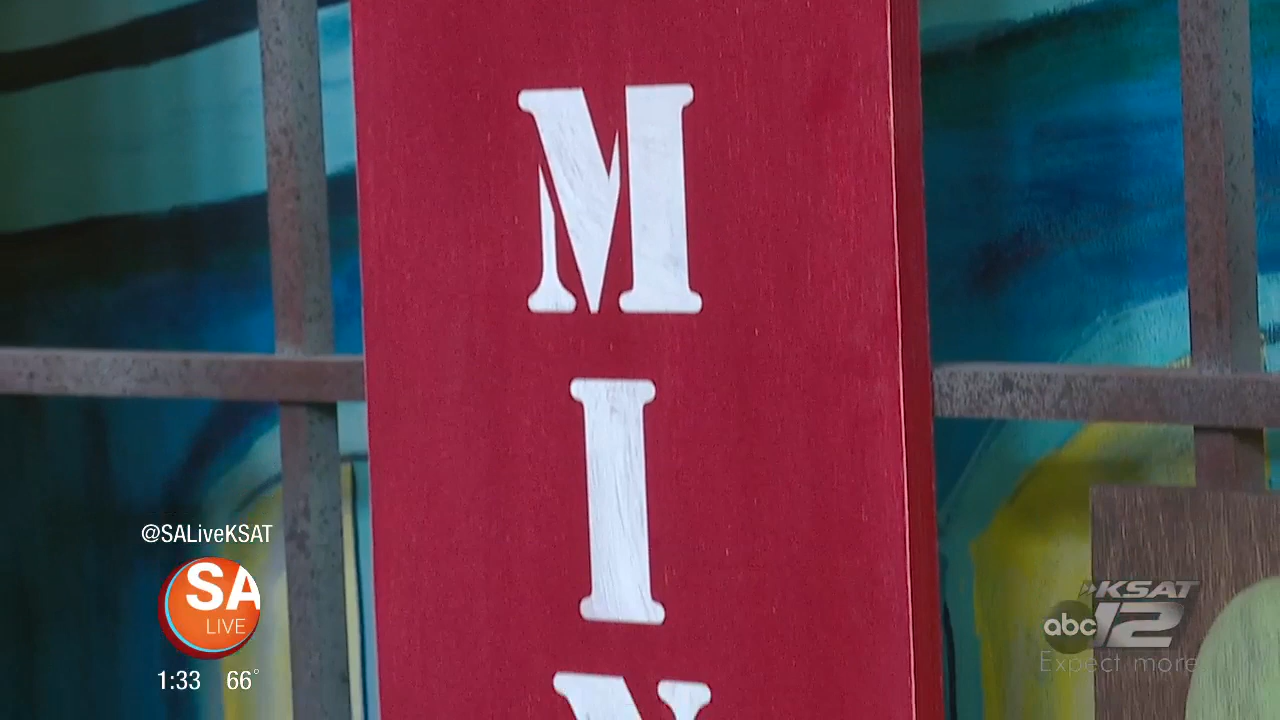 M
I
N
@SALiveKSAT
SA
LIVE
1:33 66°
KSAT
abc 12
Expect more